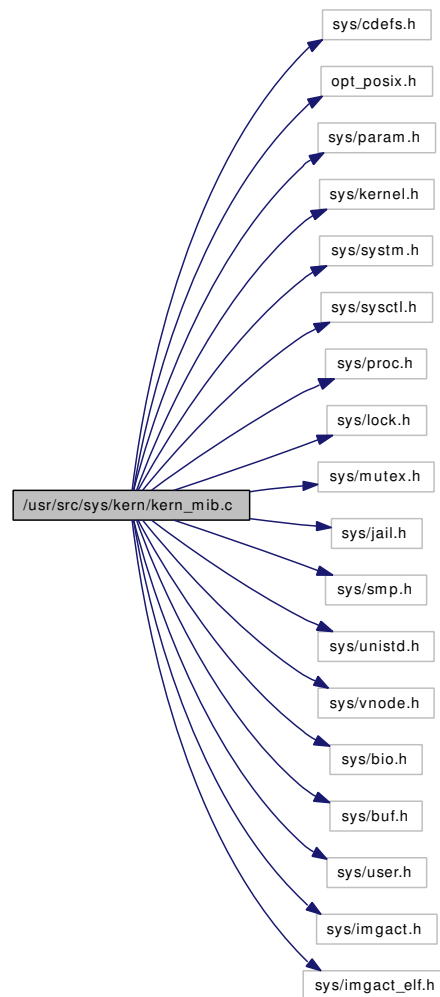 sys/cdefs.h
opt_posix.h
sys/param.h
sys/kernel.h
sys/systm.h
sys/sysctl.h
sys/proc.h
sys/lock.h
sys/mutex.h
/usr/src/sys/kern/kern_mib.c
sys/jail.h
sys/smp.h
sys/unistd.h
sys/vnode.h
sys/bio.h
sys/buf.h
sys/user.h
sys/imgact.h
sys/imgact_elf.h